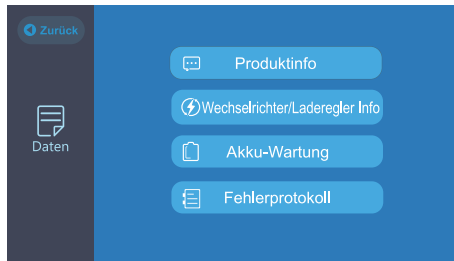 Zurück
Daten
Produktinfo
Wechselrichter/Laderegler Info
Akku-Wartung
Fehlerprotokoll